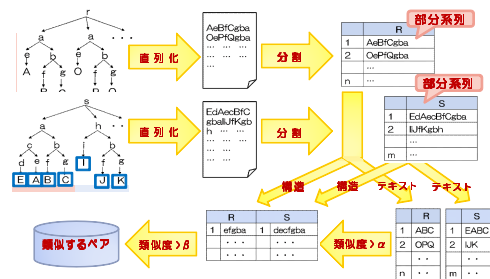 r
a a ・・・
e b e b
A f g O f g
直列化
AeBfCgba
OePfQgba
… … …
… … …
分割
部分系列
R
1 AeBfCgba
2 OePfQgba
…
n …
s
a h ・・・
c b i b
d e f g I f g
E A B C J K
直列化
EdAecBfC
gbaIiJfKgb
h … …
… … …
分割
部分系列
S
1 EdAecBfCgba
2 IiJfKgbh
…
m …
構造 構造 テキスト テキスト
類似するペア
類似度>β
R S
1 efgba 1 decfgba
・・・ ・・・
・・・ ・・・
類似度>α
R S
1 ABC 1 EABC
2 OPQ 2 IJK
・・ ・・
n ・・ m ・・